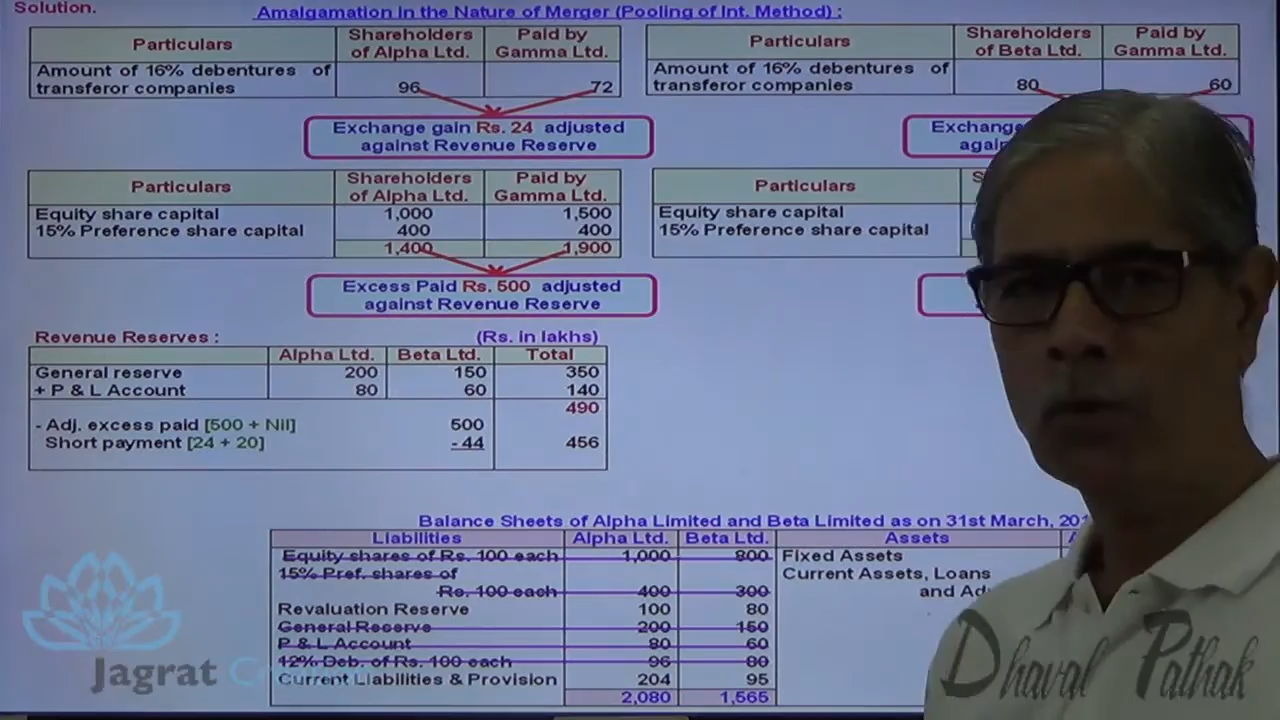 Solution.
Amalgamation in the Nature of Merger (Pooling of Int. Method) :
Particulars Shareholders of Alpha Ltd. Paid by Gamma Ltd.
Amount of 16% debentures of
transferor companies 96 72
Exchange gain Rs. 24 adjusted
against Revenue Reserve
Particulars Shareholders of Beta Ltd. Paid by Gamma Ltd.
Amount of 16% debentures of
transferor companies 80 60
Exchange
Particulars Shareholders of Alpha Ltd. Paid by Gamma Ltd.
Equity share capital 1,000 1,500
15% Preference share capital 400 400
1,400 1,900
Excess Paid Rs. 500 adjusted
against Revenue Reserve
Particulars
Equity share capital
15% Preference share capital
Revenue Reserves : (Rs. in lakhs)
Alpha Ltd. Beta Ltd. Total
General reserve 200 150 350
+ P & L Account 80 60 140
490
- Adj. excess paid [500 + Nil] 500
Short payment [24 + 20] - 44 456
Balance Sheets of Alpha Limited and Beta Limited as on 31st March, 201
Liabilities Alpha Ltd. Beta Ltd. Assets
Equity shares of Rs. 100 each 1,000 800 Fixed Assets
15% Pref. shares of Current Assets, Loans
Rs. 100 each 400 300 and Ad
Revaluation Reserve 100 80
General Reserve 200 150
P & L Account 80 60
12% Deb. of Rs. 100 each 96 80
Current Liabilities & Provision 204 95
2,080 1,565
Jagrat
Dhaval Pathak